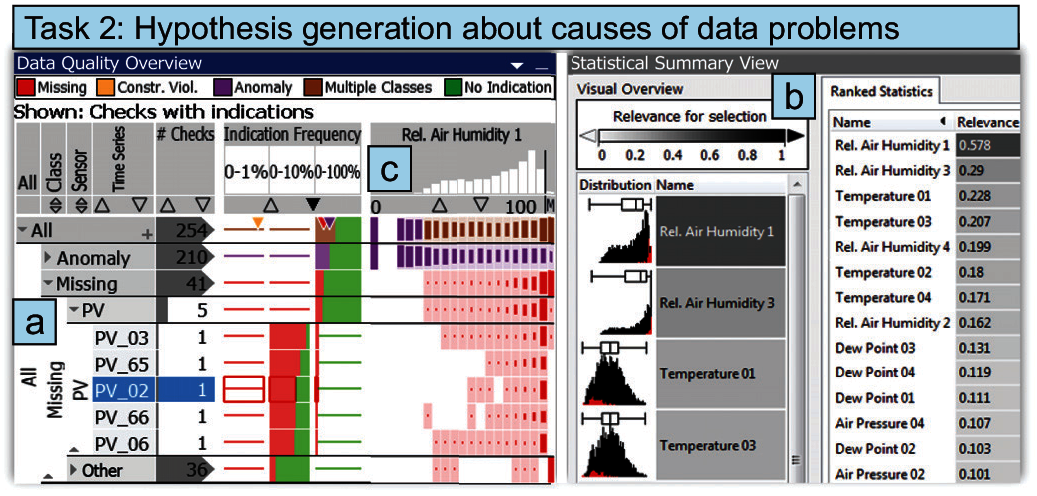 Task 2: Hypothesis generation about causes of data problems
Data Quality Overview
Missing Constr. Viol. Anomaly Multiple Classes No Indication
Shown: Checks with indications
All Class Sensor Time Series # Checks Indication Frequency Rel. Air Humidity 1
0-1% 0-10% 0-100%
c
0 100 M
All + 254
Anomaly 210
Missing 41
PV 5
a
All Missing PV
PV_03 1
PV_65 1
PV_02 1
PV_66 1
PV_06 1
Other 36
Statistical Summary View
Visual Overview
b
Relevance for selection
0 0.2 0.4 0.6 0.8 1
Distribution Name
Rel. Air Humidity 1
Rel. Air Humidity 3
Temperature 01
Temperature 03
Ranked Statistics
Name Relevance
Rel. Air Humidity 1 0.578
Rel. Air Humidity 3 0.29
Temperature 01 0.228
Temperature 03 0.207
Rel. Air Humidity 4 0.199
Temperature 02 0.18
Temperature 04 0.171
Rel. Air Humidity 2 0.162
Dew Point 03 0.131
Dew Point 04 0.119
Dew Point 01 0.111
Air Pressure 04 0.107
Dew Point 02 0.103
Air Pressure 02 0.101